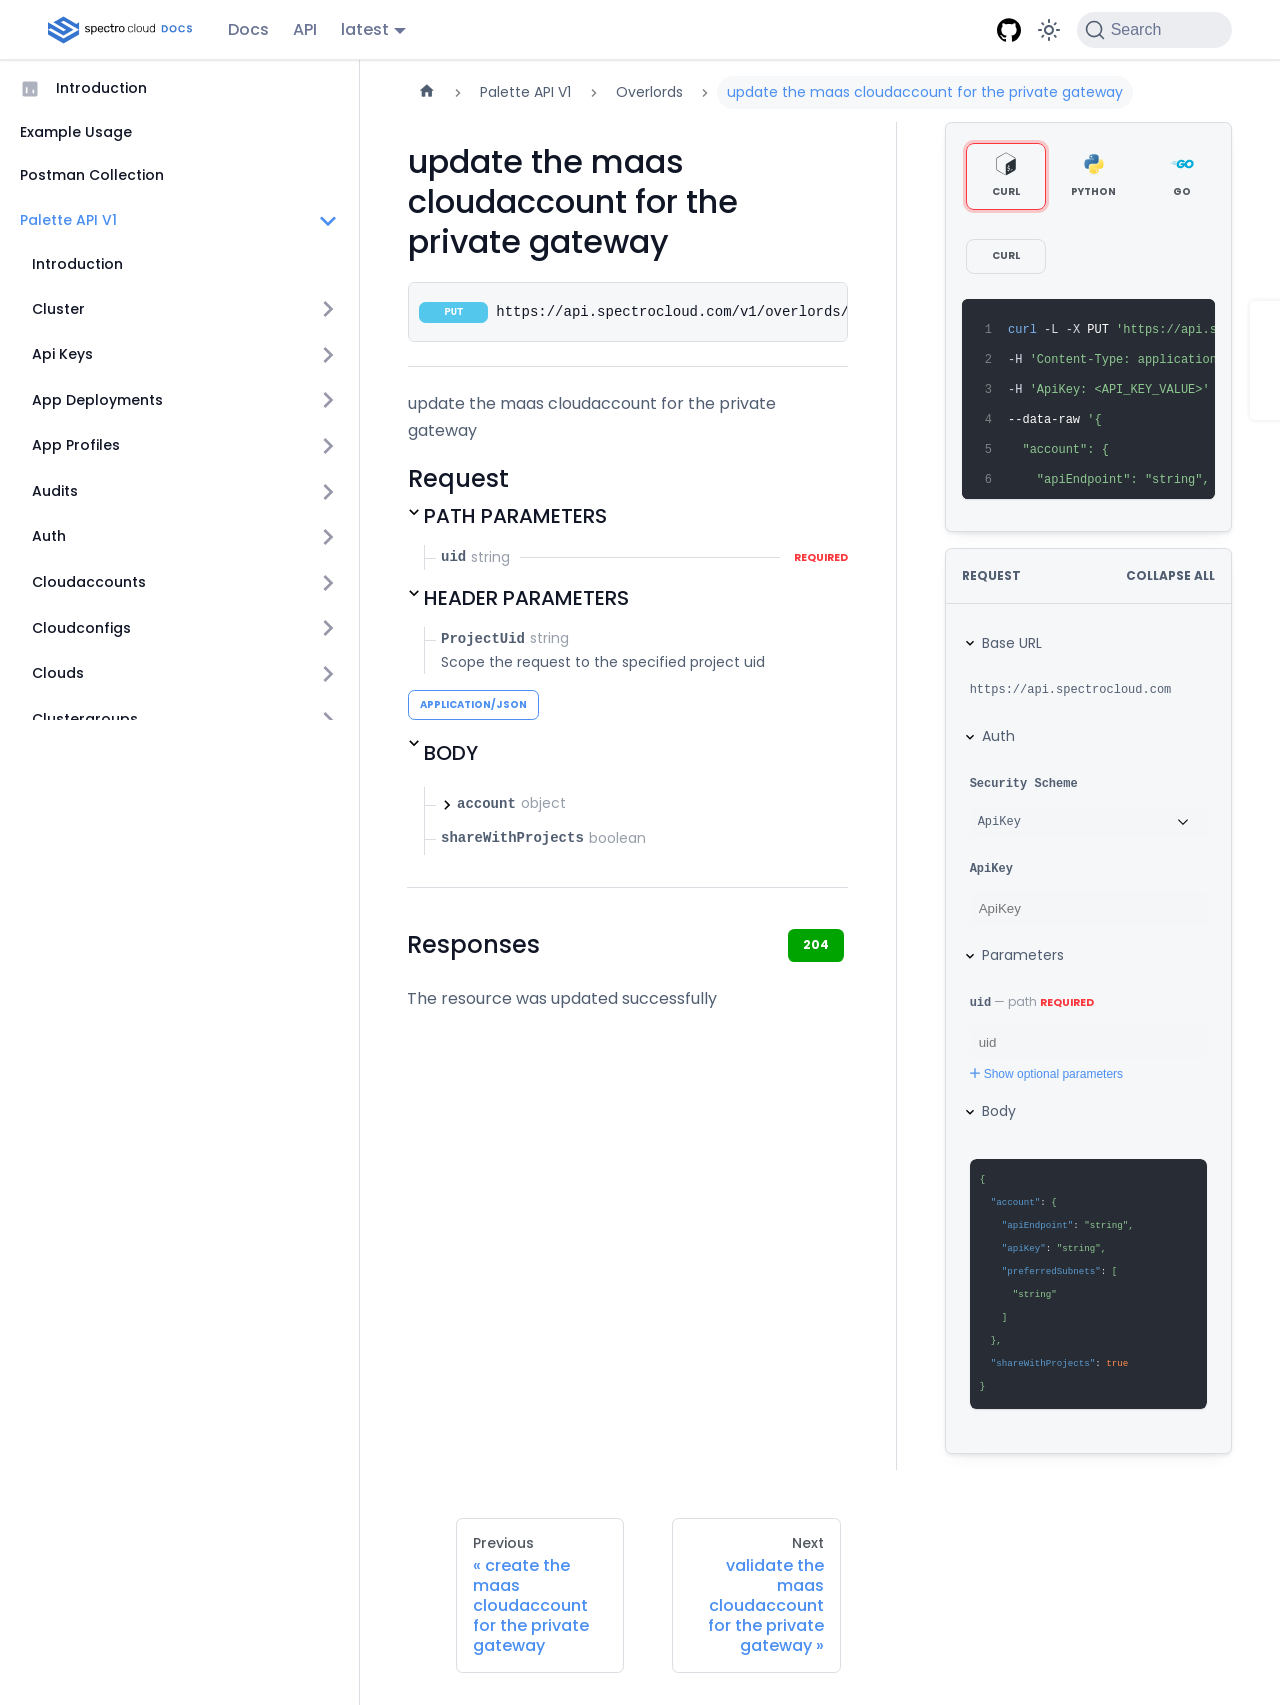 spectro cloud DOCS
Docs
API
latest
Search
Introduction
Example Usage
Postman Collection
Palette API V1
Introduction
Cluster
Api Keys
App Deployments
App Profiles
Audits
Auth
Cloudaccounts
Cloudconfigs
Clouds
Clustergroups
Palette API V1
Overlords
update the maas cloudaccount for the private gateway
update the maas
cloudaccount for the
private gateway
PUT https://api.spectrocloud.com/v1/overlords/
update the maas cloudaccount for the private
gateway
Request
PATH PARAMETERS
uid string REQUIRED
HEADER PARAMETERS
ProjectUid string
Scope the request to the specified project uid
APPLICATION/JSON
BODY
account object
shareWithProjects boolean
Responses
204
The resource was updated successfully
CURL
PYTHON
GO
CURL
1 curl -L -X PUT 'https://api.s
2 -H 'Content-Type: application
3 -H 'ApiKey: <API_KEY_VALUE>'
4 --data-raw '{
5 "account": {
6 "apiEndpoint": "string",
REQUEST
COLLAPSE ALL
Base URL
https://api.spectrocloud.com
Auth
Security Scheme
ApiKey
ApiKey
ApiKey
Parameters
uid — path REQUIRED
uid
Show optional parameters
Body
{
"account": {
"apiEndpoint": "string",
"apiKey": "string",
"preferredSubnets": [
"string"
]
},
"shareWithProjects": true
}
Previous
« create the
maas
cloudaccount
for the private
gateway
Next
validate the
maas
cloudaccount
for the private
gateway »